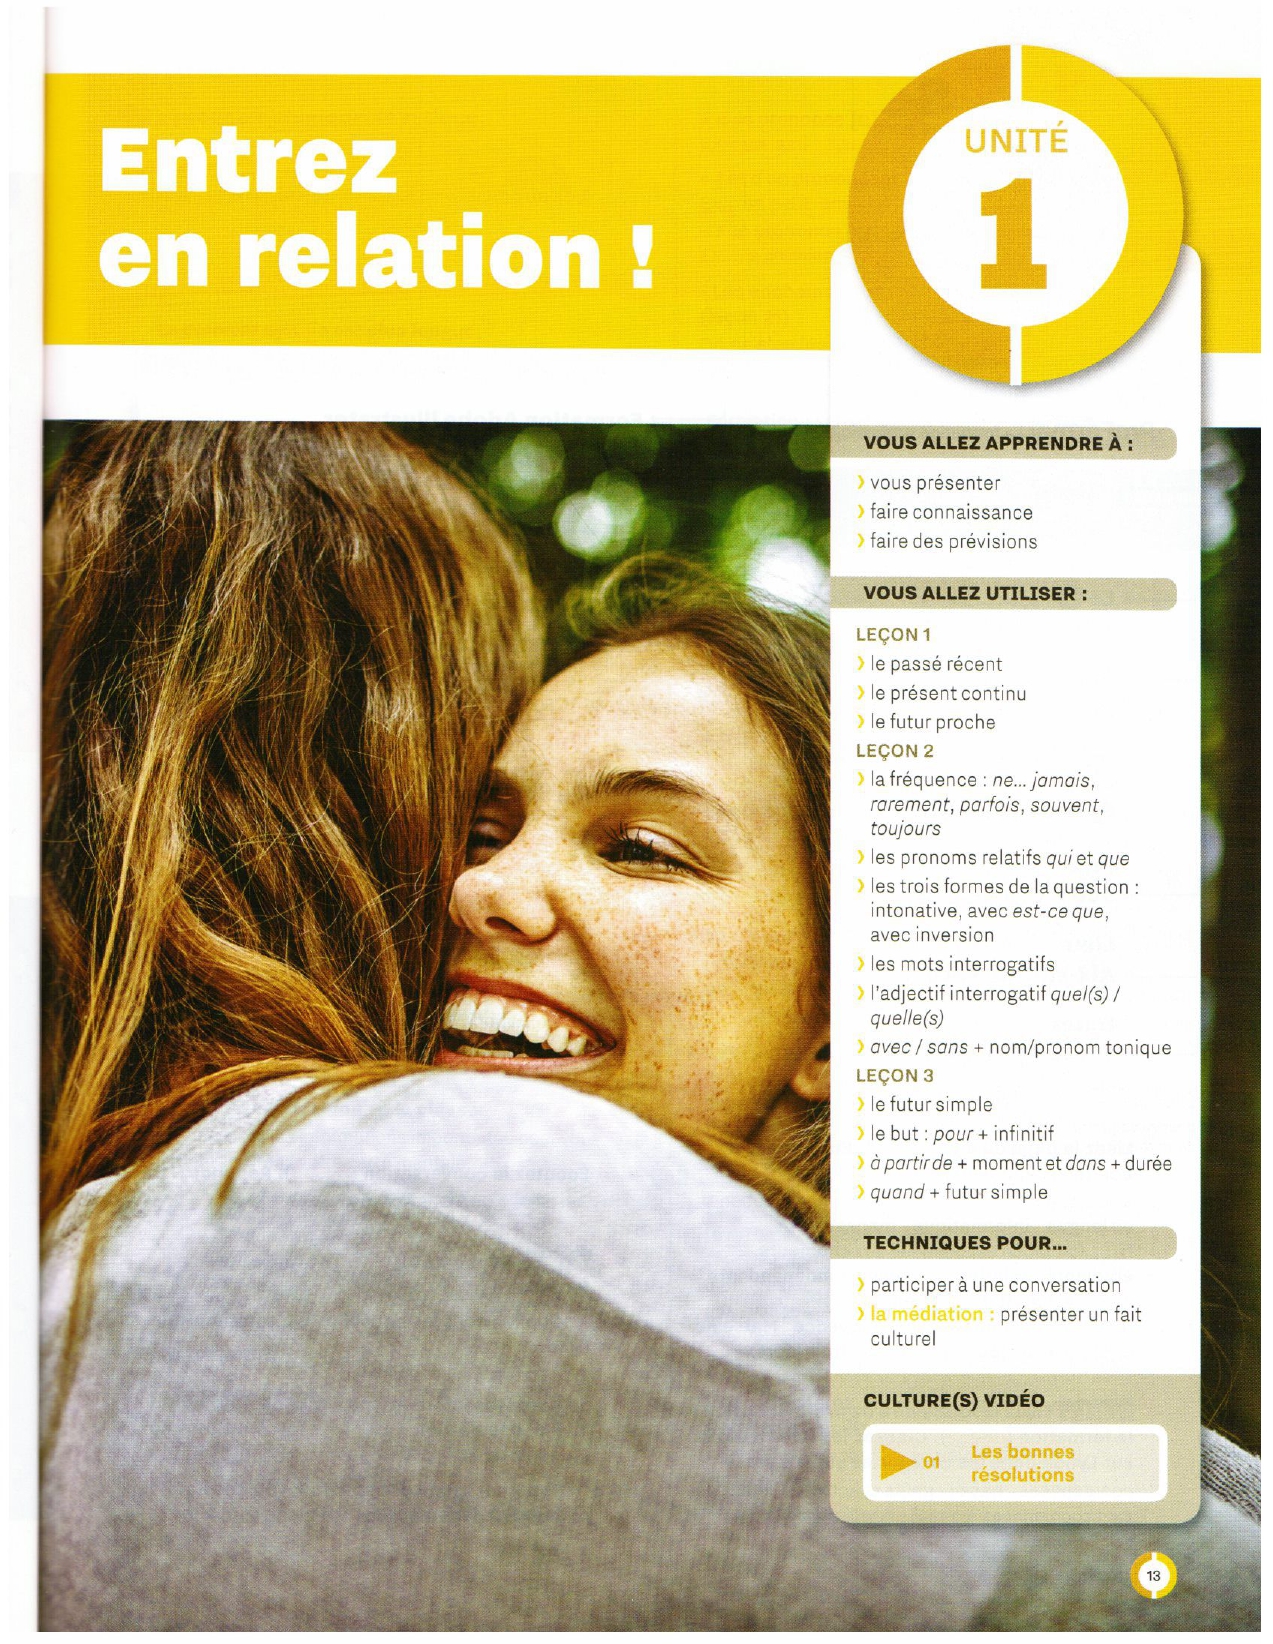 Entrez
en relation !
UNITÉ
1
VOUS ALLEZ APPRENDRE À :
› vous présenter
› faire connaissance
› faire des prévisions
VOUS ALLEZ UTILISER :
LEÇON 1
› le passé récent
› le présent continu
› le futur proche
LEÇON 2
› la fréquence : ne... jamais,
rarement, parfois, souvent,
toujours
› les pronoms relatifs qui et que
› les trois formes de la question :
intonative, avec est-ce que,
avec inversion
› les mots interrogatifs
› l'adjectif interrogatif quel(s) /
quelle(s)
› avec / sans + nom/pronom tonique
LEÇON 3
› le futur simple
› le but : pour + infinitif
› à partir de + moment et dans + durée
› quand + futur simple
TECHNIQUES POUR...
› participer à une conversation
› la médiation : présenter un fait
culturel
CULTURE(S) VIDÉO
01 Les bonnes
résolutions
13